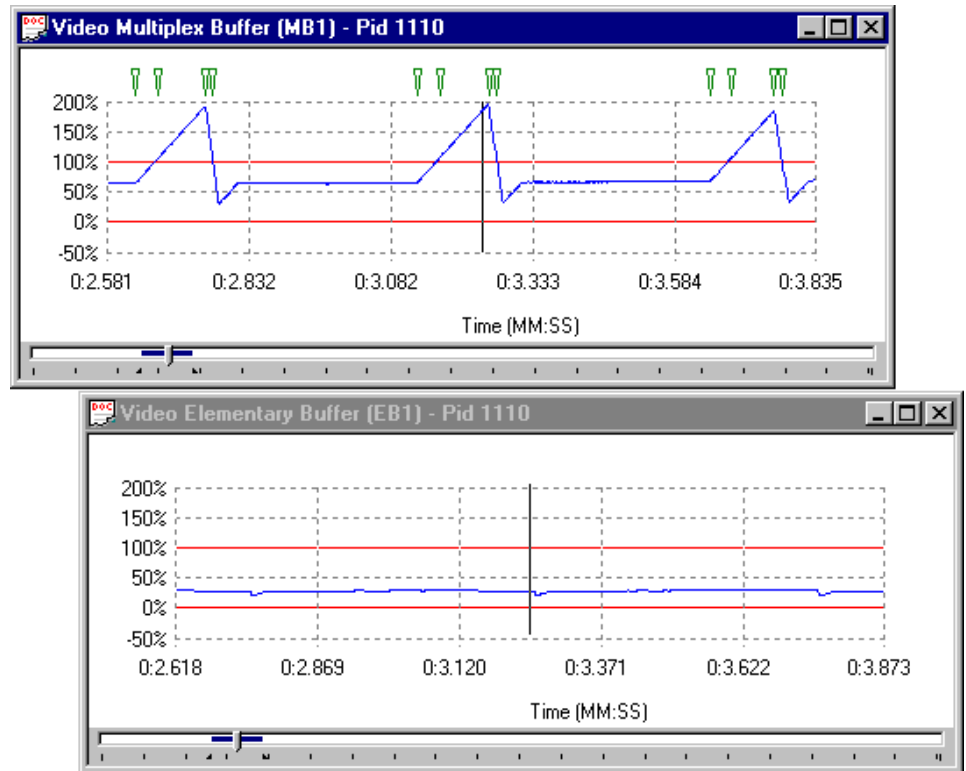 DOC
Video Multiplex Buffer (MB1) - Pid 1110
200%
150%
100%
50%
0%
-50%
0:2.581 0:2.832 0:3.082 0:3.333 0:3.584 0:3.835
Time (MM:SS)
DOC
Video Elementary Buffer (EB1) - Pid 1110
200%
150%
100%
50%
0%
-50%
0:2.618 0:2.869 0:3.120 0:3.371 0:3.622 0:3.873
Time (MM:SS)